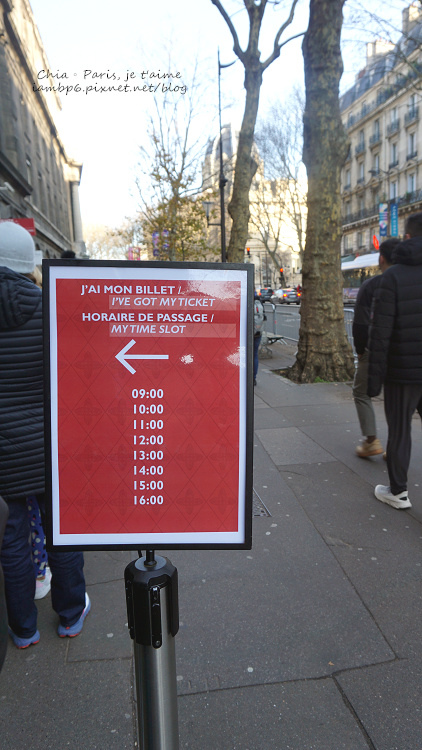 Chia。Paris, je t'aime
iambp6.pixnet.net/blog
J'AI MON BILLET /
I'VE GOT MY TICKET
HORAIRE DE PASSAGE /
MY TIME SLOT
09:00
10:00
11:00
12:00
13:00
14:00
15:00
16:00